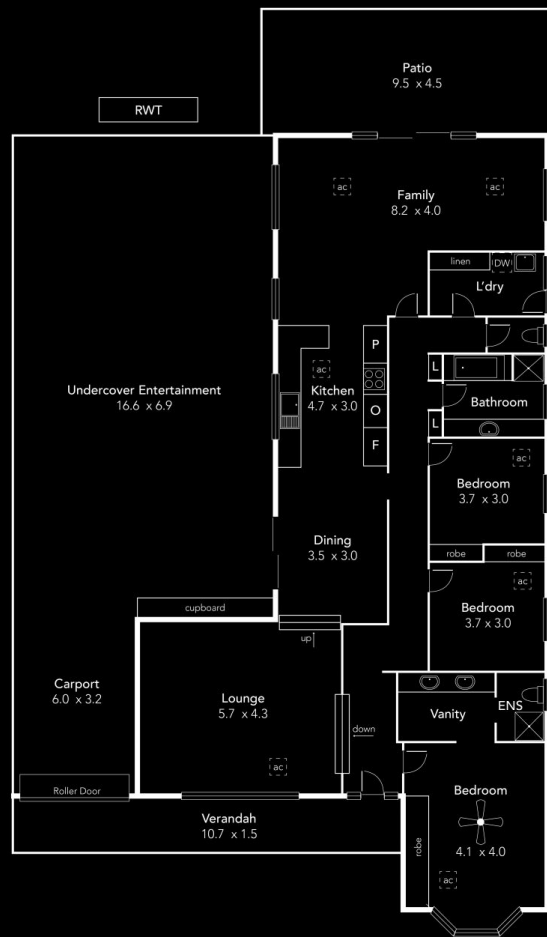 Patio
9.5 x 4.5
RWT
ac
ac
Family
8.2 x 4.0
linen
DW
L'dry
P
ac
Kitchen
4.7 x 3.0
O
F
L
Bathroom
L
Undercover Entertainment
16.6 x 6.9
ac
Bedroom
3.7 x 3.0
robe
robe
Dining
3.5 x 3.0
ac
Bedroom
3.7 x 3.0
cupboard
up
Carport
6.0 x 3.2
Lounge
5.7 x 4.3
ac
down
Vanity
ENS
Roller Door
Verandah
10.7 x 1.5
Bedroom
4.1 x 4.0
robe
ac